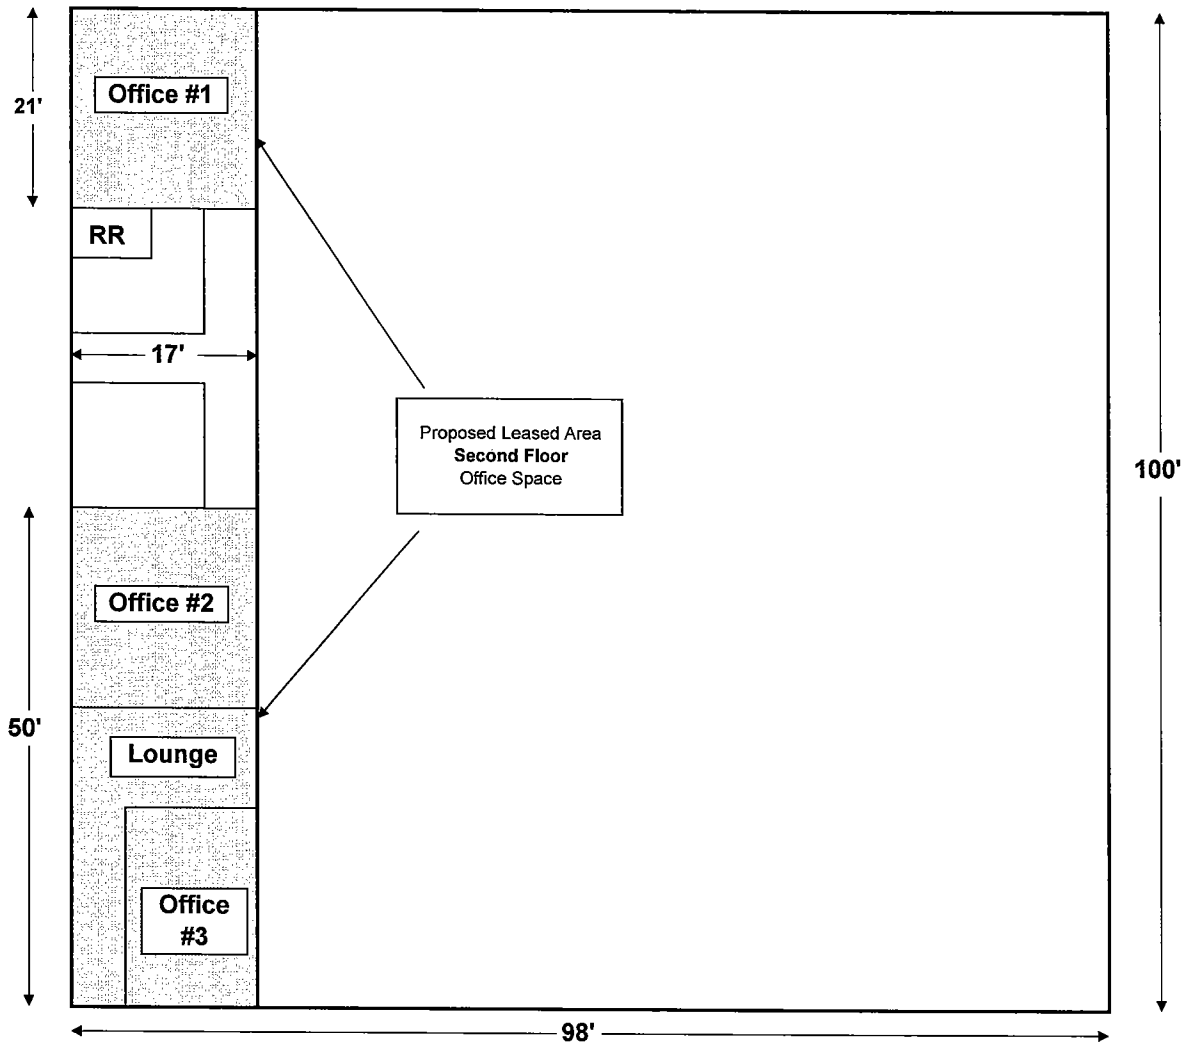 Office #1
21'
RR
17'
Proposed Leased Area
Second Floor
Office Space
100'
Office #2
50'
Lounge
Office
#3
98'